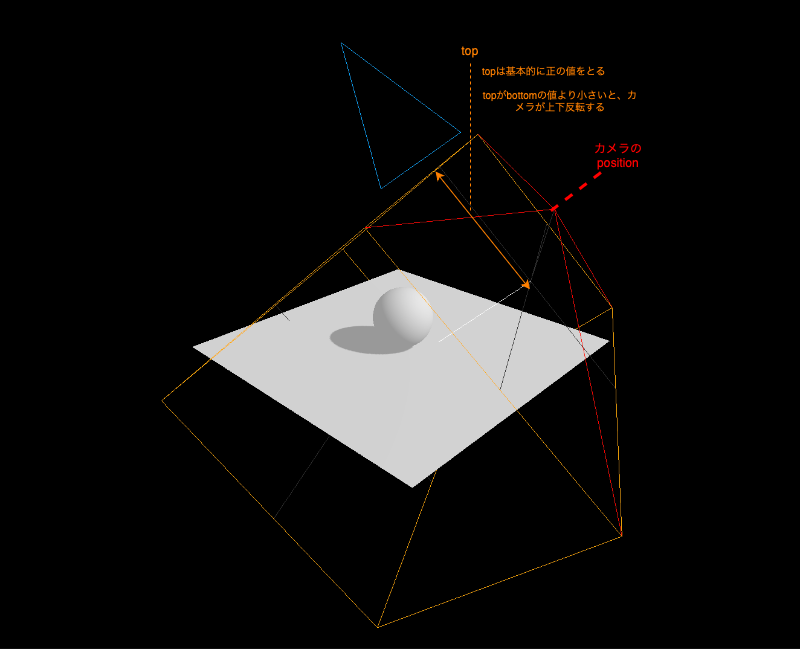 top
topは基本的に正の値をとる
topがbottomの値より小さいと、カ
メラが上下反転する
カメラの
position